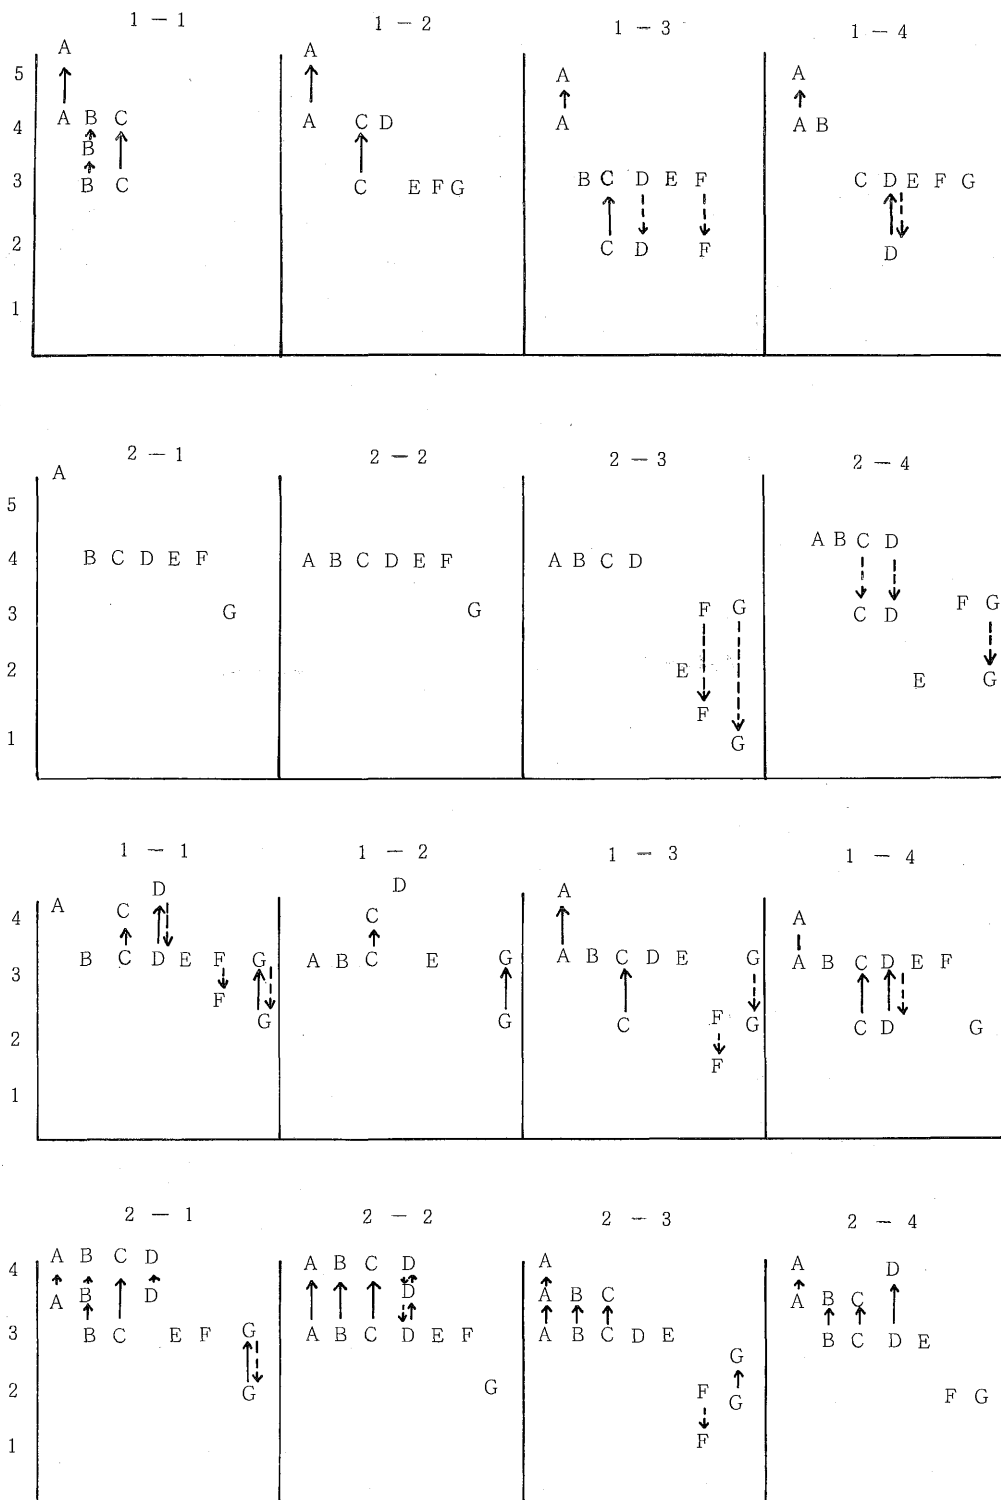 1 − 1 1 − 2 1 − 3 1 − 4
A A
5 A A
A B C A C D A A B
4
B
3 B C C E F G B C D E F C D E F G
2 C D F D
1
2 − 1 2 − 2 2 − 3 2 − 4
A
5
A B C D
4 B C D E F A B C D E F A B C D
3 G G F G C D F G
2 E E G
F
1 G
1 − 1 1 − 2 1 − 3 1 − 4
D D A
4 A C C A
3 B C D E F G A B C E G A B C D E G A B C D E F
F
2 G G C F G C D G
F
1
2 − 1 2 − 2 2 − 3 2 − 4
4 A B C D A B C D A D
A B D D A B C A B C
3 B C E F G A B C D E F A B C D E B C D E
G
2 G G F G F G
1 F